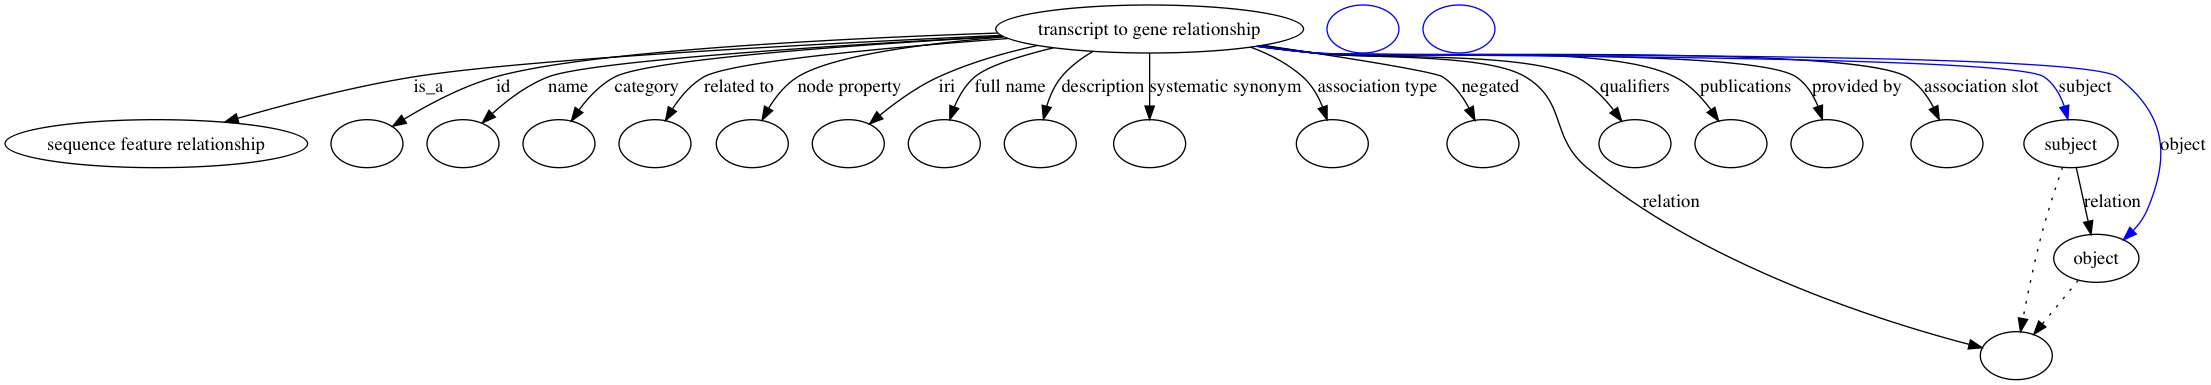 transcript to gene relationship
is_a
id
name
category
related to
node property
iri
full name
description
systematic synonym
association type
negated
qualifiers
publications
provided by
association slot
subject
sequence feature relationship
subject
object
relation
relation
object